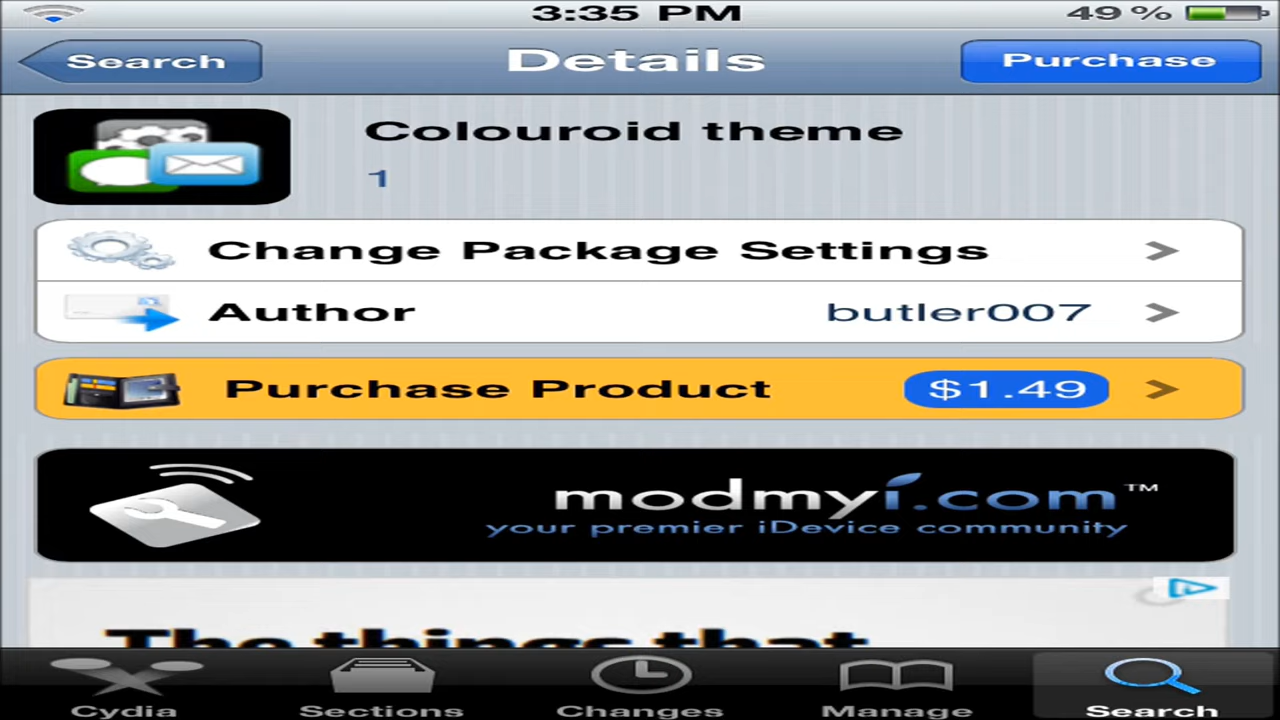 3:35 PM
49 %
Search
Details
Purchase
Colouroid theme
1
Change Package Settings
Author
butler007
Purchase Product
$1.49
modmyi.com™
your premier iDevice community
The things that
Cydia
Sections
Changes
Manage
Search